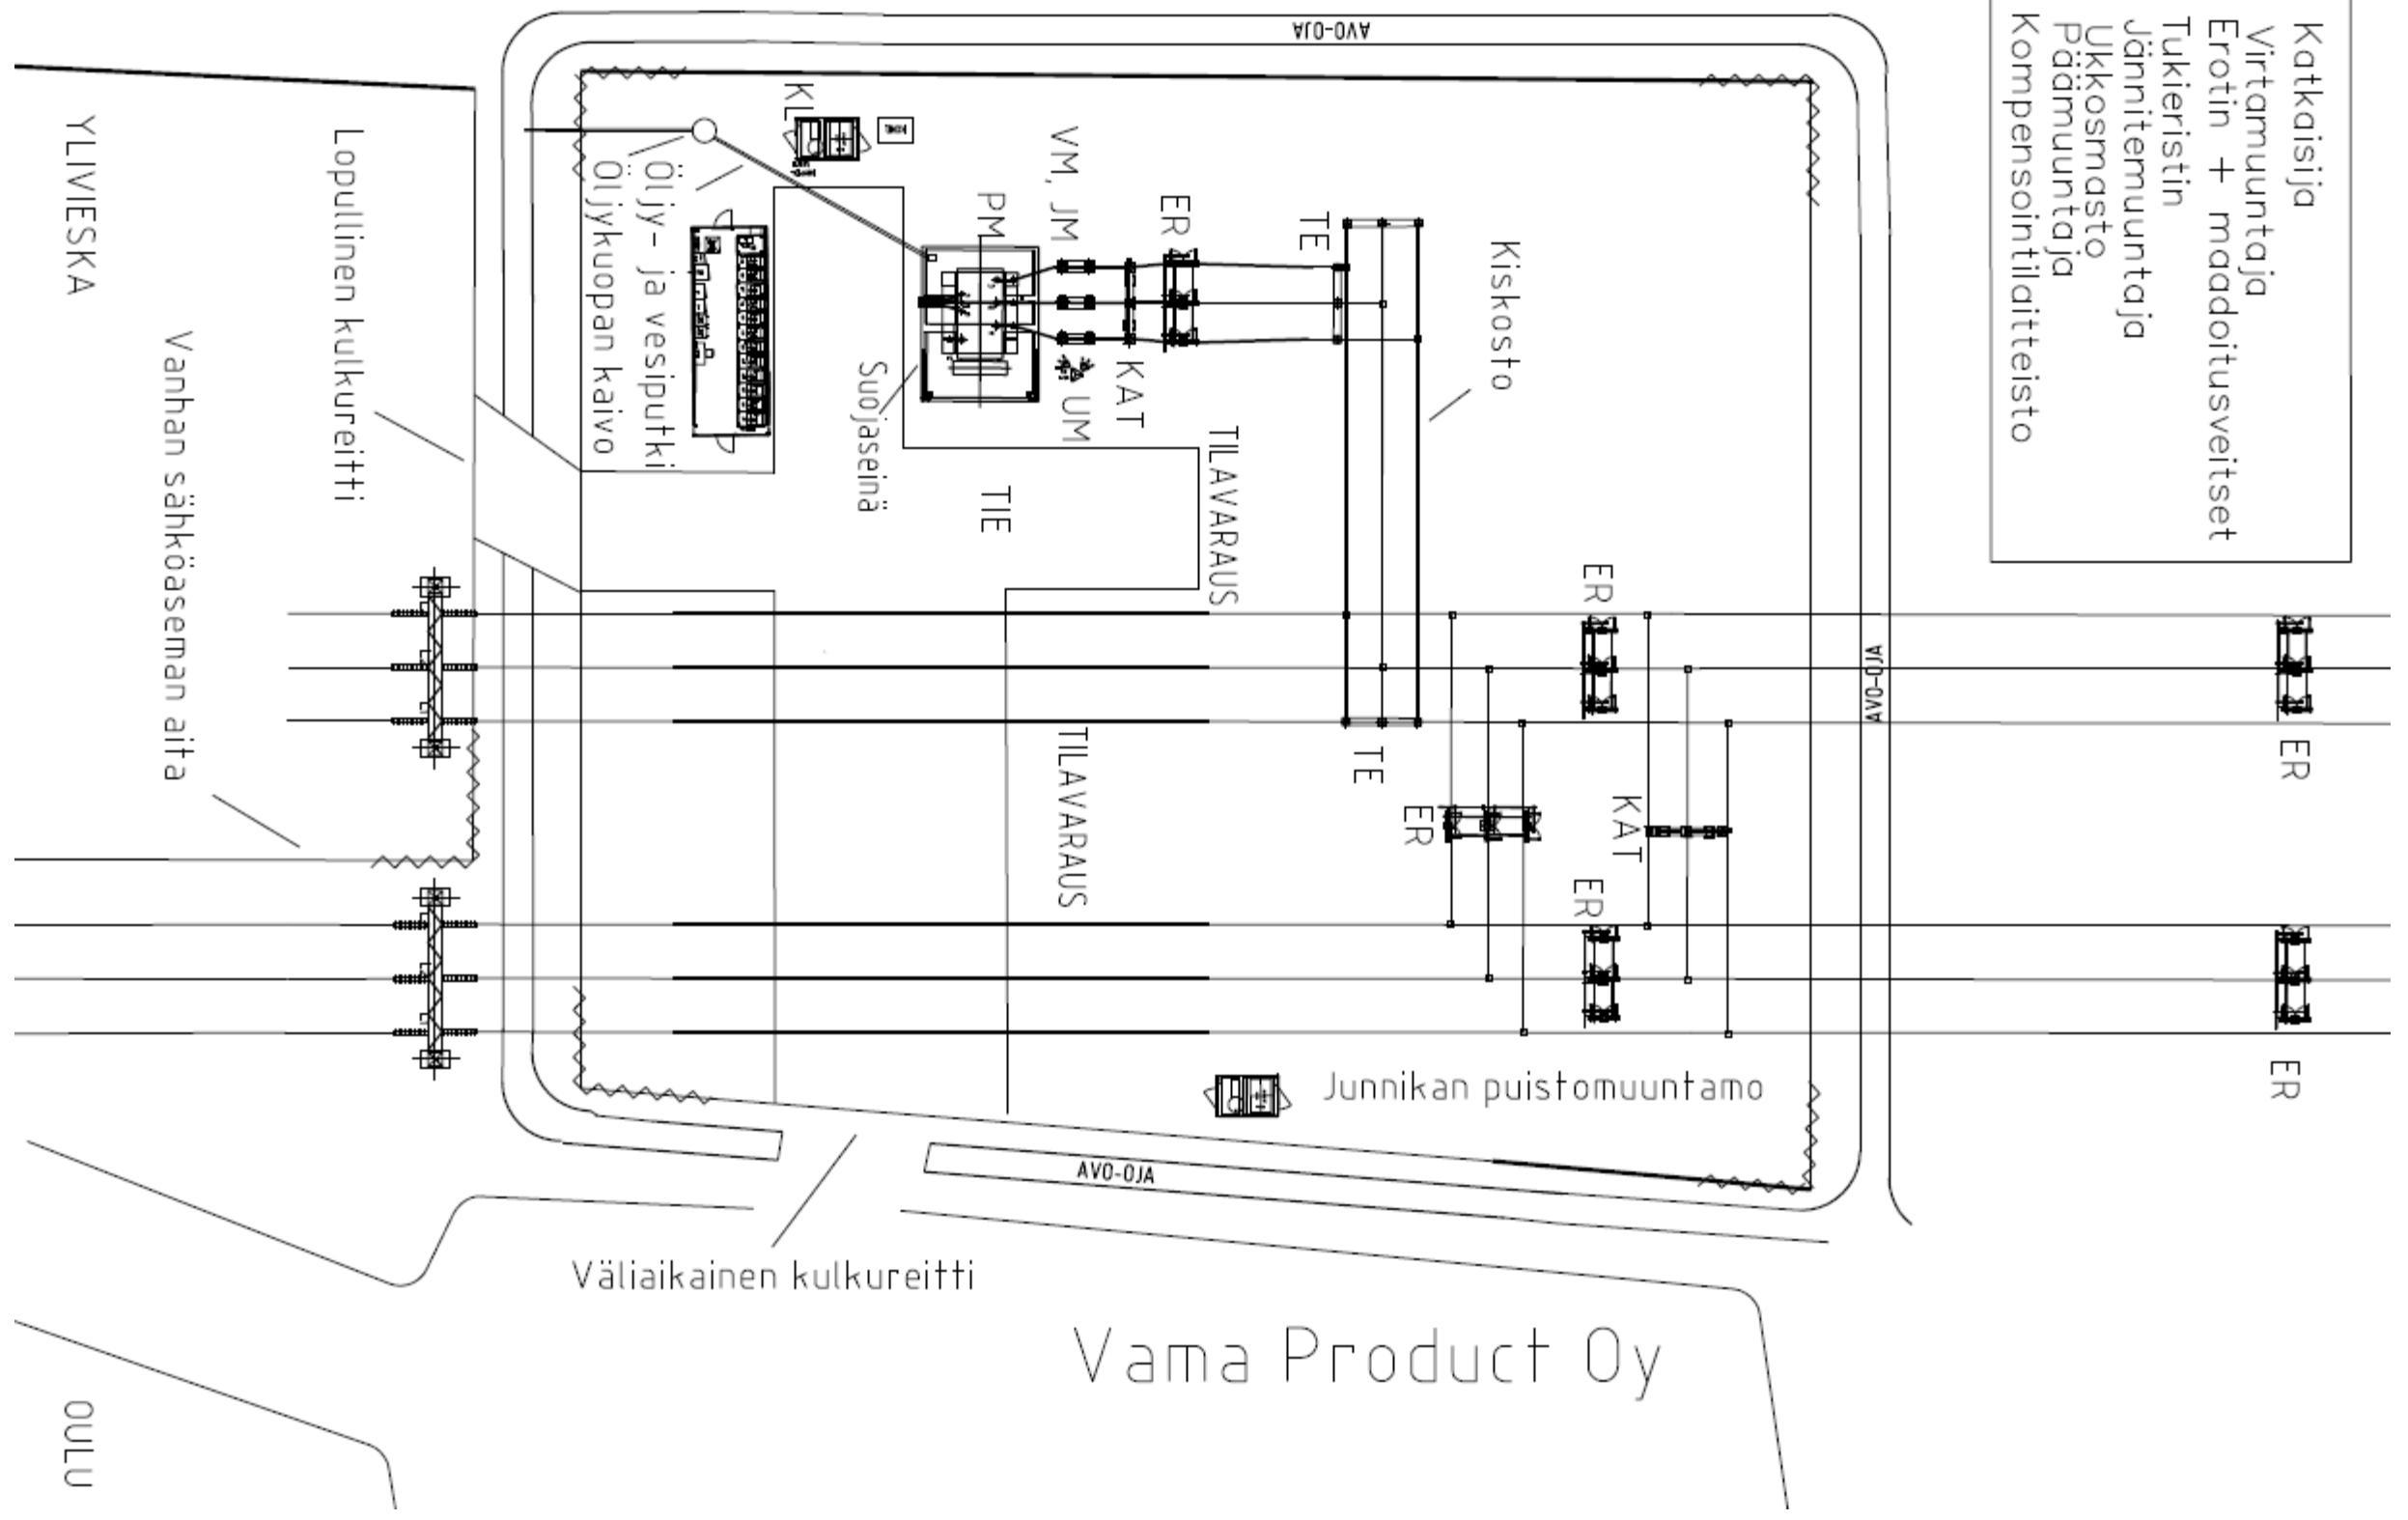 AVO-OJA
Katkaisija
Virtamuuntaja
Erotin + maadoitusveitset
Tukieristin
Jännitemuuntaja
Ukkosmasto
Päämuuntaja
Kompensointilaitteisto
YLIVIESKA
Lopullinen kulkureitti
Vanhan sähköaseman aita
KL
Öljy- ja vesiputki
Öljykuopan kaivo
VM, JM
PM
ER
TE
Kiskosto
Suojaseinä
UM
KAT
TIE
TILAVARAUS
ER
AVO-OJA
TILAVARAUS
TE
ER
ER
KAT
ER
ER
Junnikan puistomuuntamo
AVO-OJA
Väliaikainen kulkureitti
Vama Product Oy
OULU